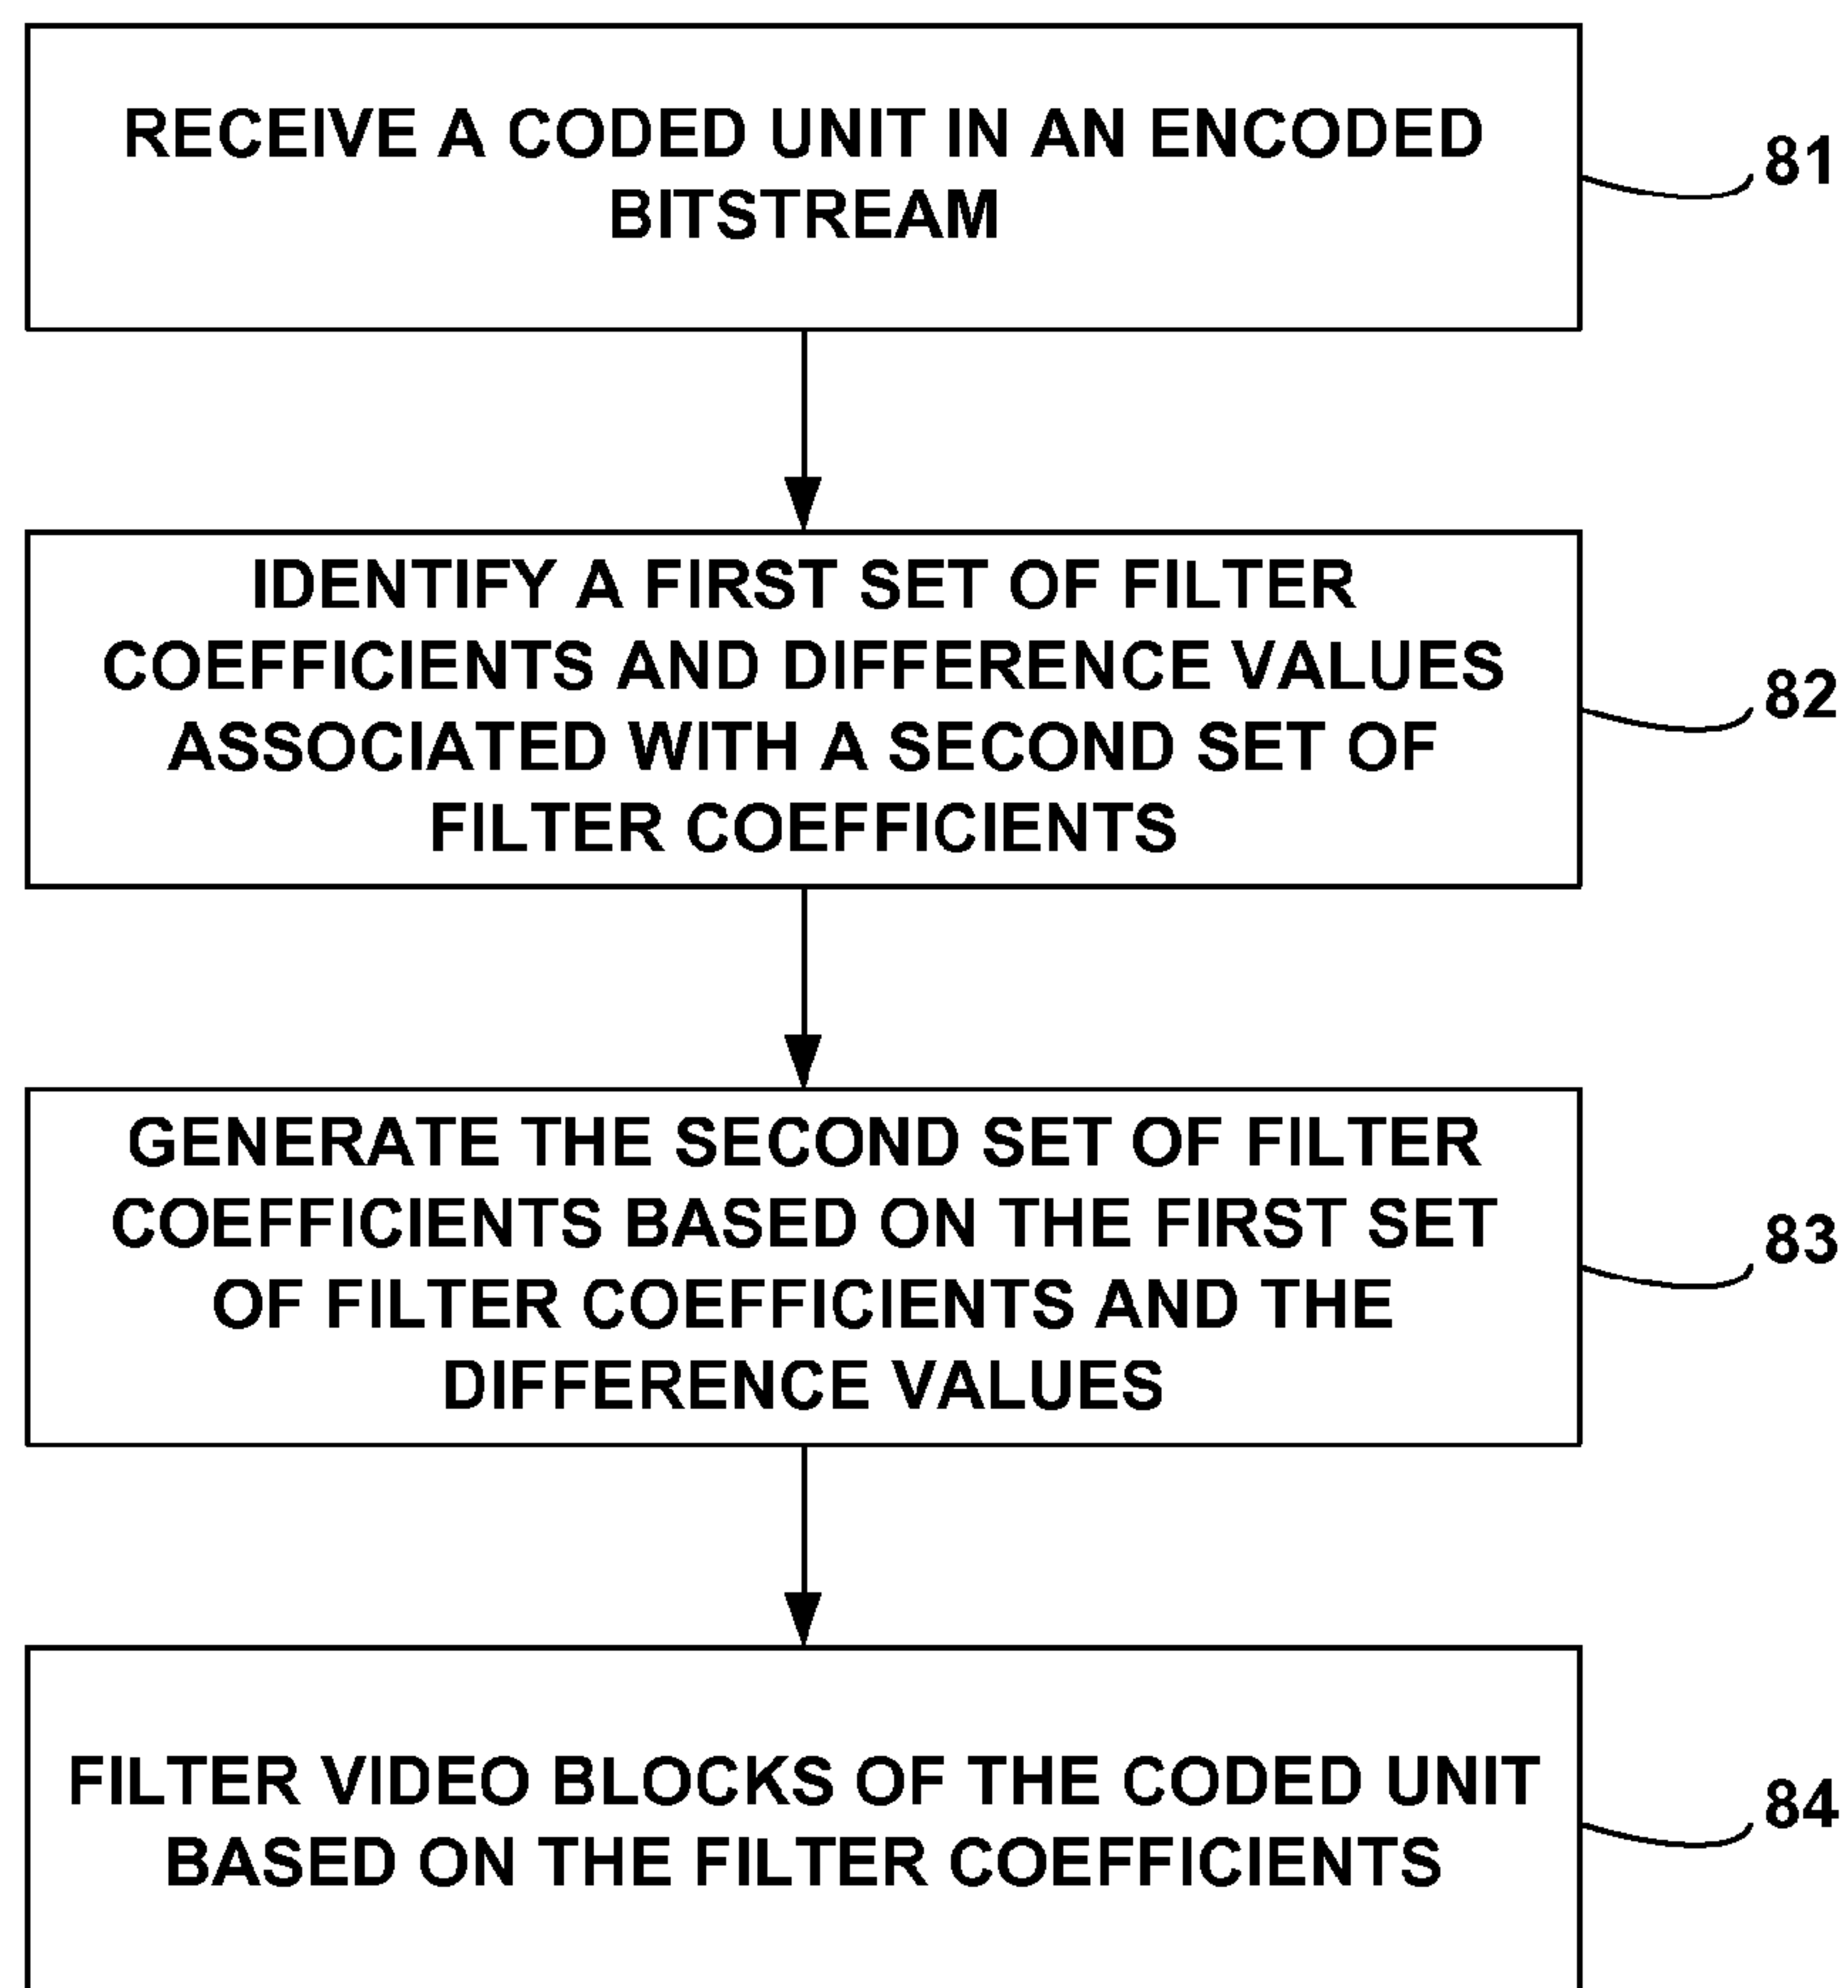 RECEIVE A CODED UNIT IN AN ENCODED
BITSTREAM
81
IDENTIFY A FIRST SET OF FILTER
COEFFICIENTS AND DIFFERENCE VALUES
ASSOCIATED WITH A SECOND SET OF
FILTER COEFFICIENTS
82
GENERATE THE SECOND SET OF FILTER
COEFFICIENTS BASED ON THE FIRST SET
OF FILTER COEFFICIENTS AND THE
DIFFERENCE VALUES
83
FILTER VIDEO BLOCKS OF THE CODED UNIT
BASED ON THE FILTER COEFFICIENTS
84